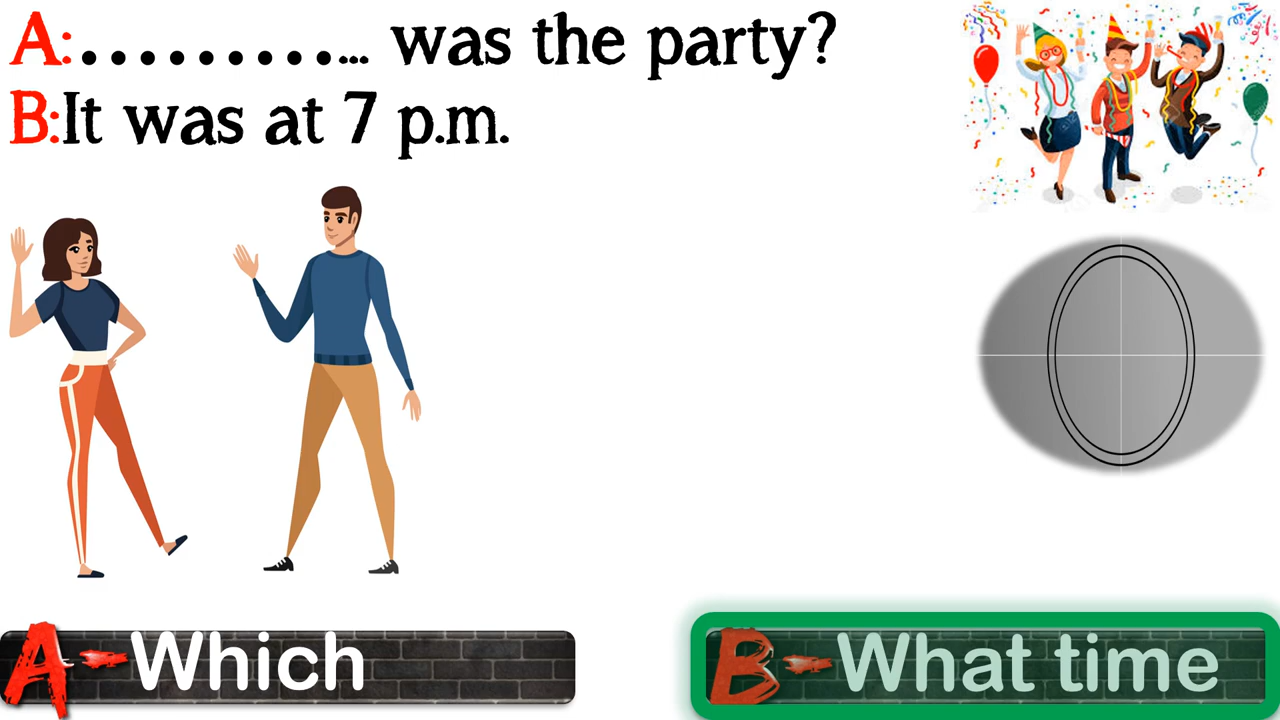 A:............... was the party?
B:It was at 7 p.m.
A-Which
B-What time